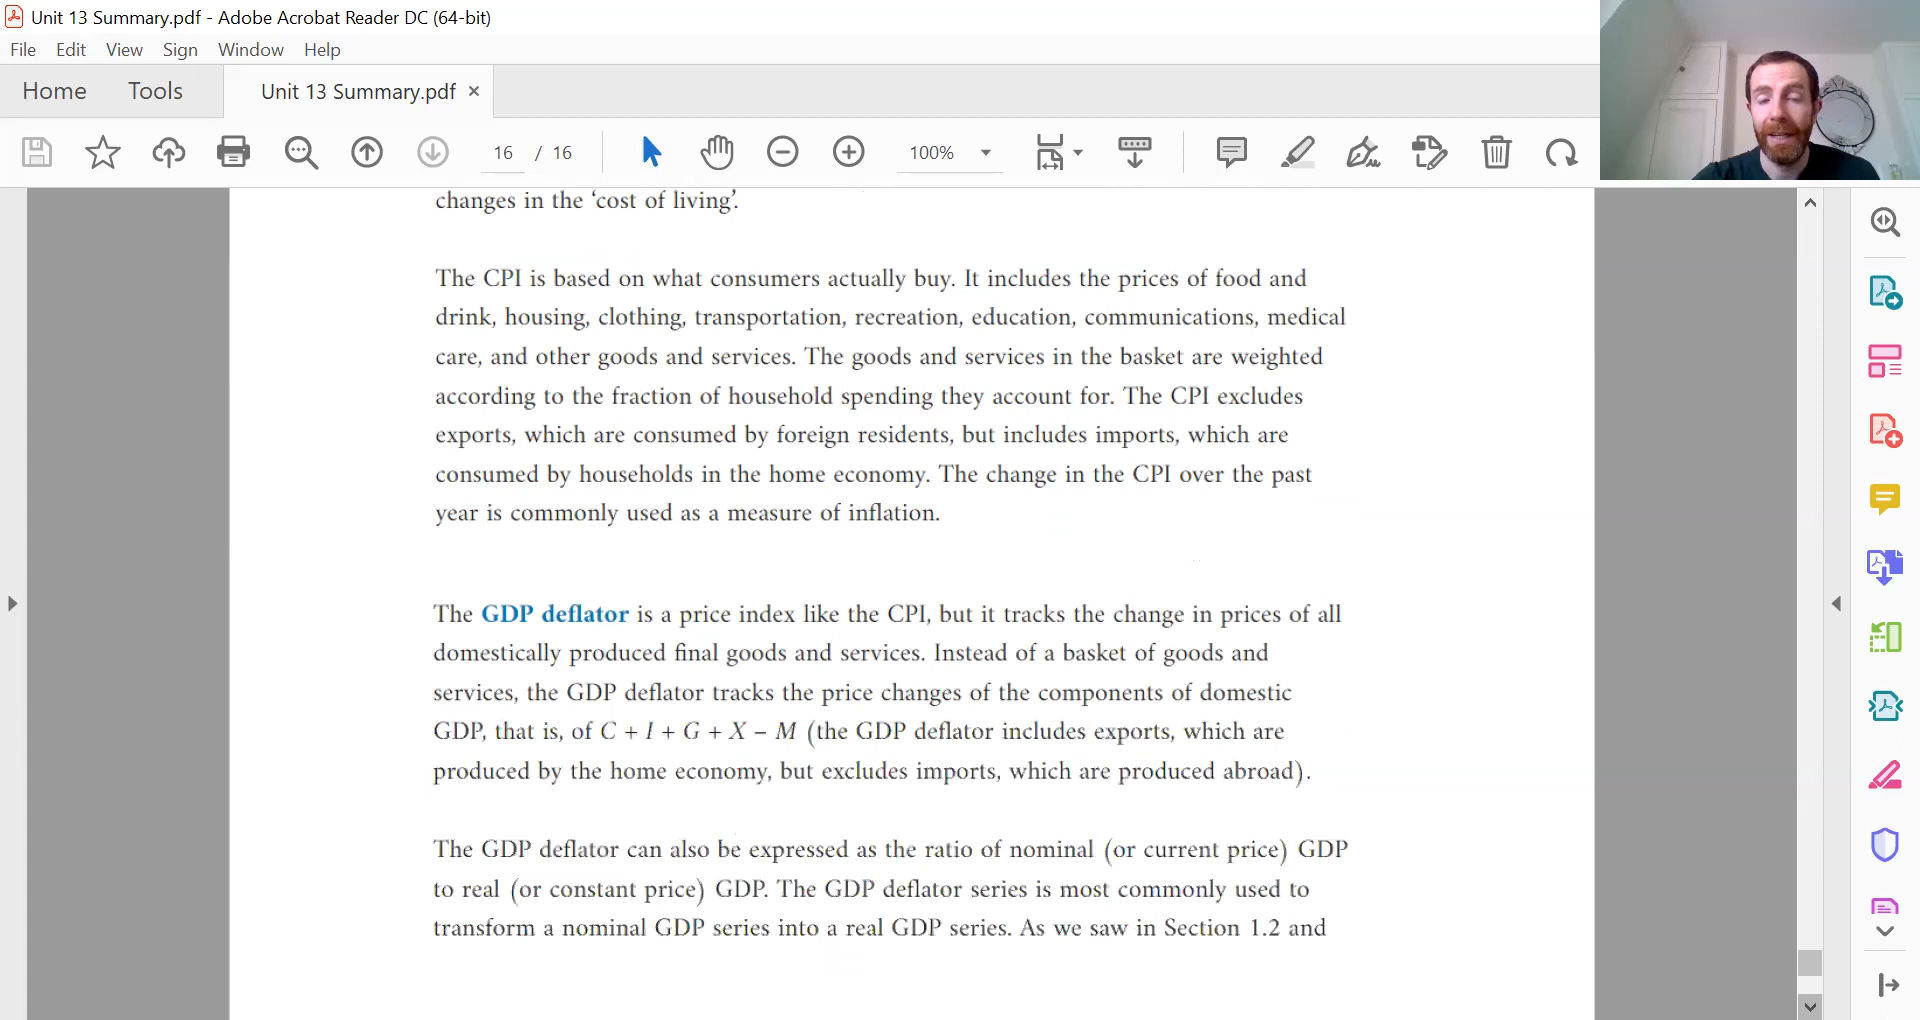 Unit 13 Summary.pdf - Adobe Acrobat Reader DC (64-bit)
File Edit View Sign Window Help
Home Tools Unit 13 Summary.pdf ×
16 / 16 100%
changes in the ‘cost of living’.
The CPI is based on what consumers actually buy. It includes the prices of food and
drink, housing, clothing, transportation, recreation, education, communications, medical
care, and other goods and services. The goods and services in the basket are weighted
according to the fraction of household spending they account for. The CPI excludes
exports, which are consumed by foreign residents, but includes imports, which are
consumed by households in the home economy. The change in the CPI over the past
year is commonly used as a measure of inflation.
The GDP deflator is a price index like the CPI, but it tracks the change in prices of all
domestically produced final goods and services. Instead of a basket of goods and
services, the GDP deflator tracks the price changes of the components of domestic
GDP, that is, of C + I + G + X – M (the GDP deflator includes exports, which are
produced by the home economy, but excludes imports, which are produced abroad).
The GDP deflator can also be expressed as the ratio of nominal (or current price) GDP
to real (or constant price) GDP. The GDP deflator series is most commonly used to
transform a nominal GDP series into a real GDP series. As we saw in Section 1.2 and